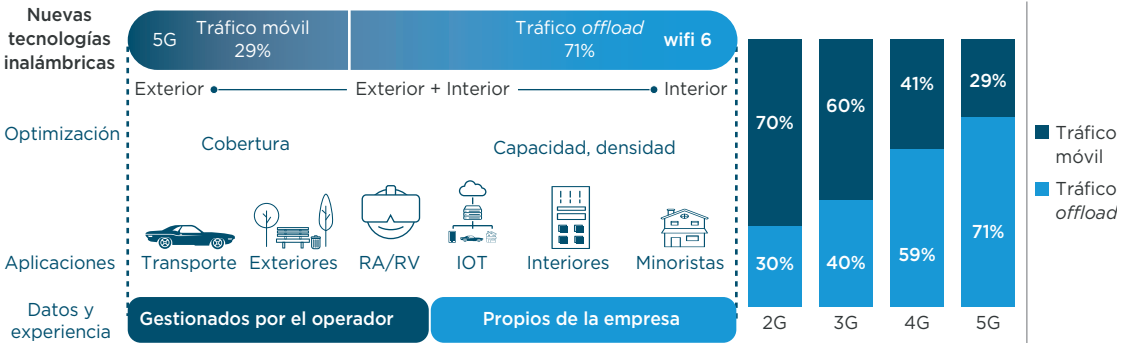 Nuevas
tecnologías
inalámbricas
5G
Tráfico móvil
29%
Tráfico offload
71%
wifi 6
Exterior
Exterior + Interior
Interior
Optimización
Cobertura
Capacidad, densidad
Aplicaciones
Transporte
Exteriores
RA/RV
IOT
Interiores
Minoristas
Datos y
experiencia
Gestionados por el operador
Propios de la empresa
70%
60%
41%
29%
30%
40%
59%
71%
2G
3G
4G
5G
Tráfico
móvil
Tráfico
offload